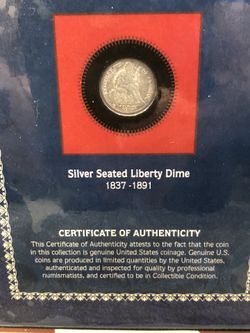 Silver Seated Liberty Dime
1837 -1891
CERTIFICATE OF AUTHENTICITY
This Certificate of Authenticity attests to the fact that the coin
in this collection is genuine United States coinage. Genuine U.S.
coins are produced in limited quantities by the United States,
authenticated and inspected for quality by professional
numismatists, and certified to be in Collectible Condition.